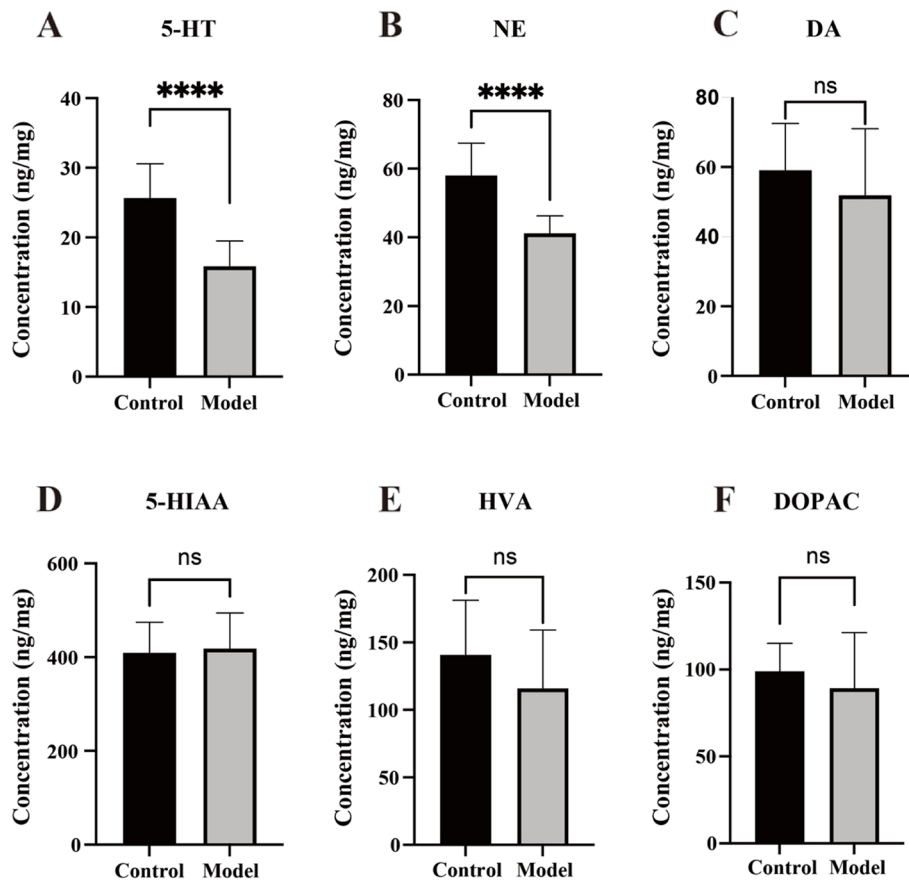 A 5-HT
Concentration (ng/mg)
40
30
20
10
0
****
Control Model
B NE
Concentration (ng/mg)
80
60
40
20
0
****
Control Model
C DA
Concentration (ng/mg)
80
60
40
20
0
ns
Control Model
D 5-HIAA
Concentration (ng/mg)
600
400
200
0
ns
Control Model
E HVA
Concentration (ng/mg)
200
150
100
50
0
ns
Control Model
F DOPAC
Concentration (ng/mg)
150
100
50
0
ns
Control Model